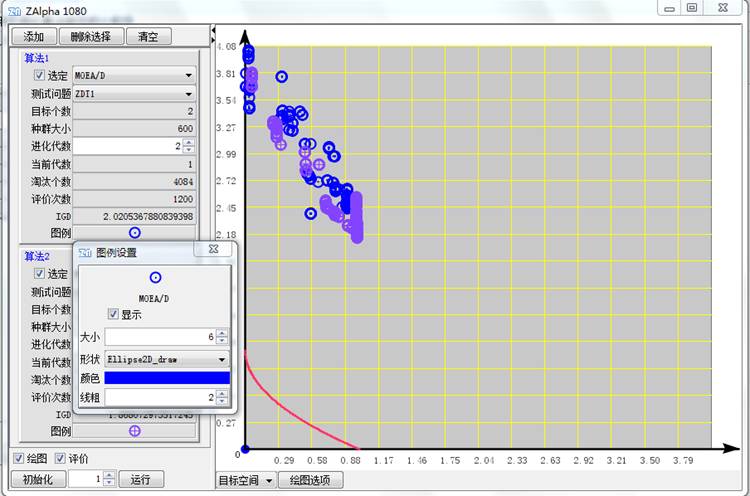 ZAlpha 1080
添加 删除选择 清空
算法1
选定 MOEA/D
测试问题 ZDT1
目标个数 2
种群大小 600
进化代数 2
当前代数 1
淘汰个数 4084
评价次数 1200
IGD 2.0205367880839398
图例
算法2
选定
测试问题
目标个数
种群大小
进化代数
当前代数
淘汰个数
评价次数
IGD
图例
图例设置
MOEA/D
显示
大小 6
形状 Ellipse2D_draw
颜色
线粗 2
绘图 评价
初始化 1 运行
4.08
3.81
3.54
3.27
2.99
2.72
2.45
2.18
0.27
0
0.29 0.58 0.88 1.17 1.46 1.75 2.04 2.33 2.63 2.92 3.21 3.50 3.79
目标空间 绘图选项